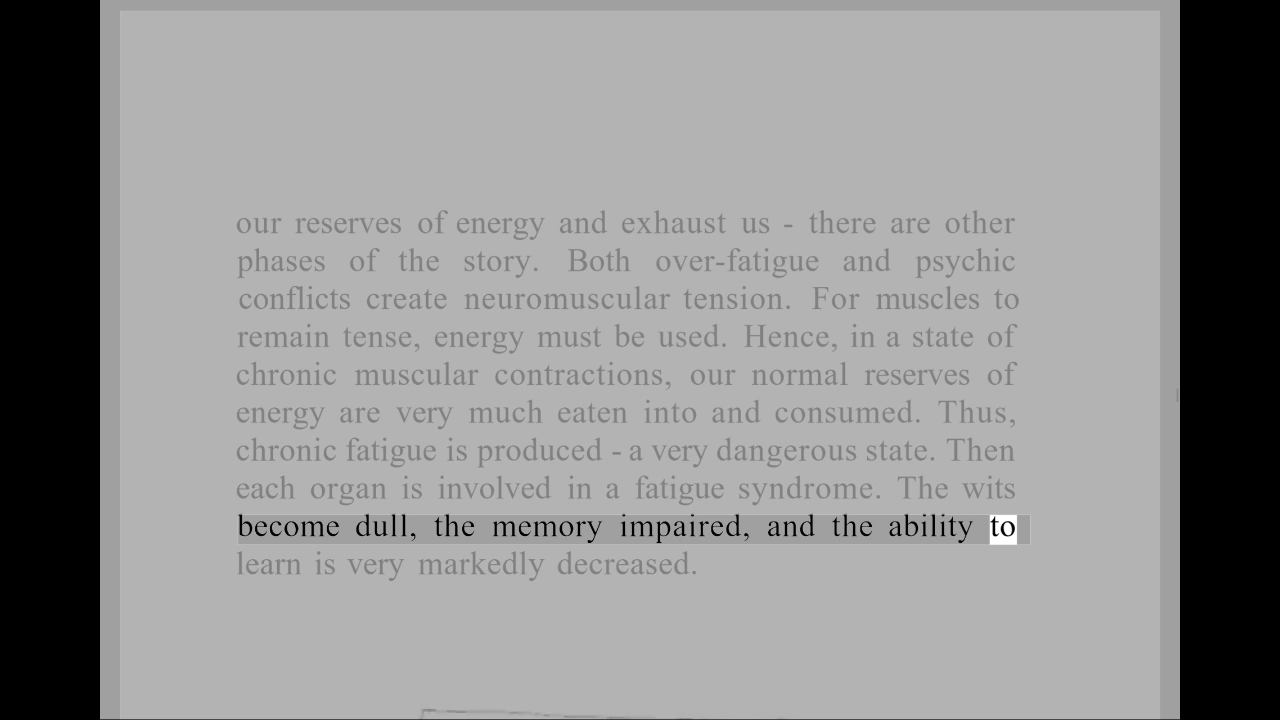 our reserves of energy and exhaust us - there are other
phases of the story. Both over-fatigue and psychic
conflicts create neuromuscular tension. For muscles to
remain tense, energy must be used. Hence, in a state of
chronic muscular contractions, our normal reserves of
energy are very much eaten into and consumed. Thus,
chronic fatigue is produced - a very dangerous state. Then
each organ is involved in a fatigue syndrome. The wits
become dull, the memory impaired, and the ability to
learn is very markedly decreased.